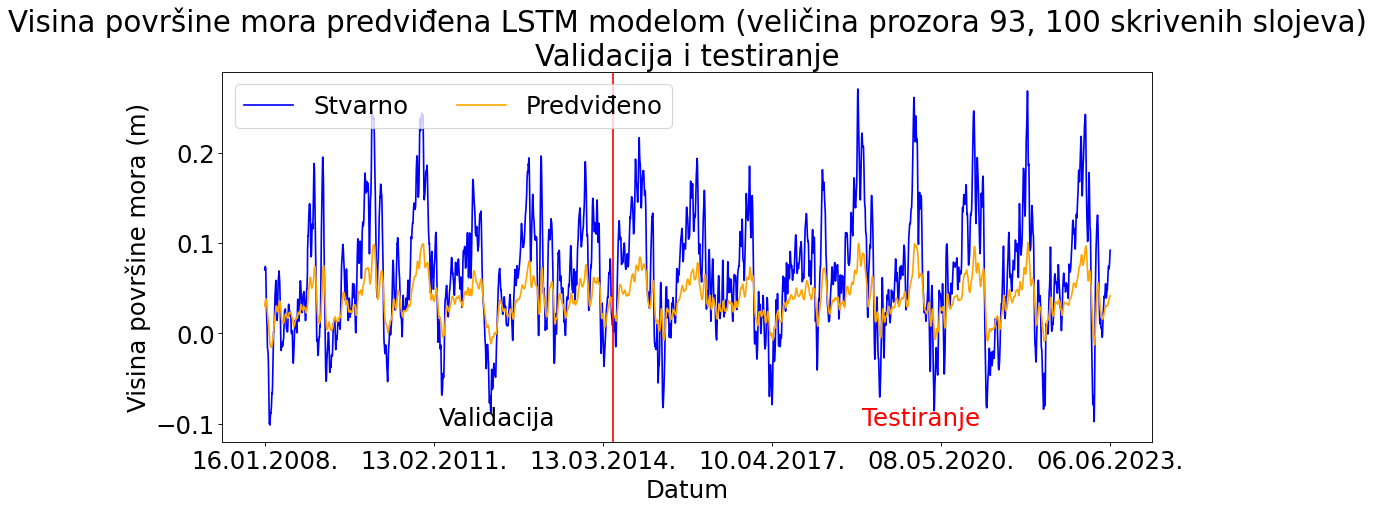 Visina površine mora predviđena LSTM modelom (veličina prozora 93, 100 skrivenih slojeva)
Validacija i testiranje
Stvarno
Predviđeno
Visina površine mora (m)
0.2
0.1
0.0
−0.1
Validacija
Testiranje
16.01.2008.
13.02.2011.
13.03.2014.
10.04.2017.
08.05.2020.
06.06.2023.
Datum